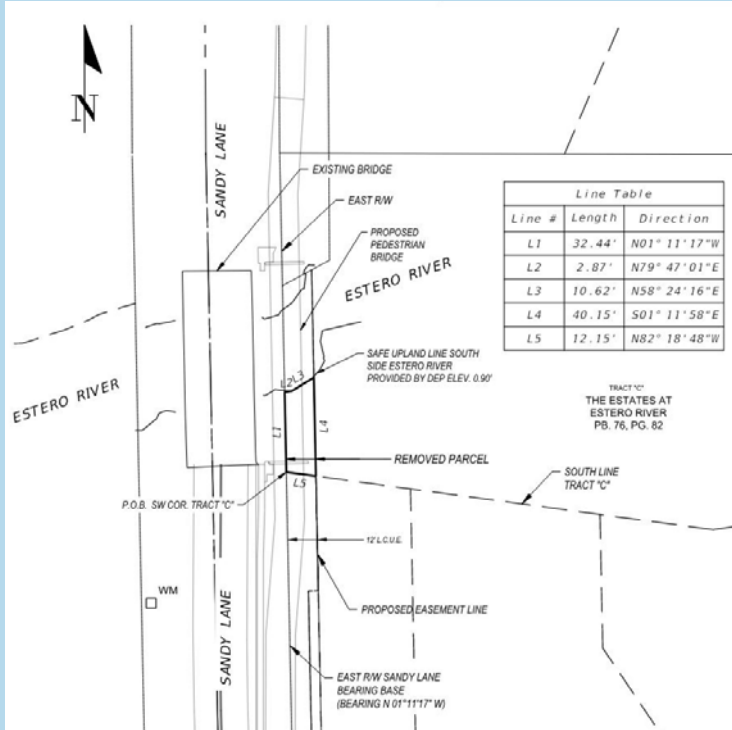 N
SANDY LANE
EXISTING BRIDGE
EAST R/W
PROPOSED
PEDESTRIAN
BRIDGE
ESTERO RIVER
Line Table
Line # Length Direction
L1 32.44' N01° 11'17"W
L2 2.87' N79° 47'01"E
L3 10.62' N58° 24'16"E
L4 40.15' S01° 11'58"E
L5 12.15' N82° 18'48"W
SAFE UPLAND LINE SOUTH
SIDE ESTERO RIVER
PROVIDED BY DEP ELEV. 0.90'
TRACT "C"
THE ESTATES AT
ESTERO RIVER
PB. 76, PG. 82
ESTERO RIVER
L2 L3
L1
L4
REMOVED PARCEL
L5
SOUTH LINE
TRACT "C"
P.O.B. SW COR. TRACT "C"
12' L.C.U.E.
WM
PROPOSED EASEMENT LINE
SANDY LANE
EAST R/W SANDY LANE
BEARING BASE
(BEARING N 01°11'17" W)